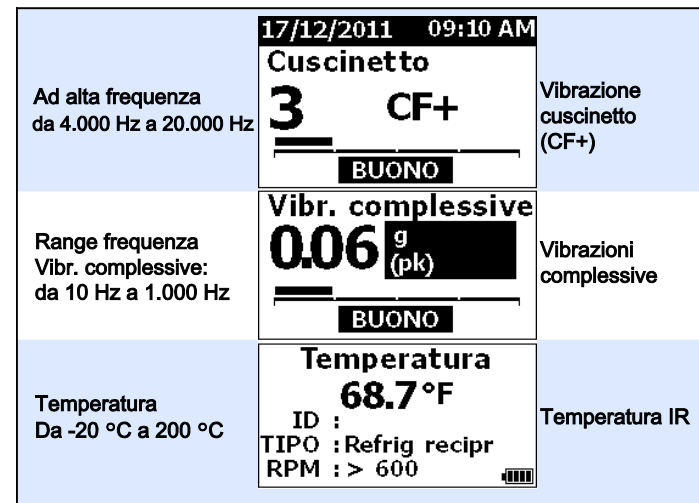 17/12/2011 09:10 AM
Ad alta frequenza
da 4.000 Hz a 20.000 Hz
Cuscinetto
3 CF+
BUONO
Vibrazione
cuscinetto
(CF+)
Range frequenza
Vibr. complessive:
da 10 Hz a 1.000 Hz
Vibr. complessive
0.06 g
(pk)
BUONO
Vibrazioni
complessive
Temperatura
Da -20 °C a 200 °C
Temperatura
68.7 °F
ID :
TIPO :Refrig recipr
RPM :> 600
Temperatura IR